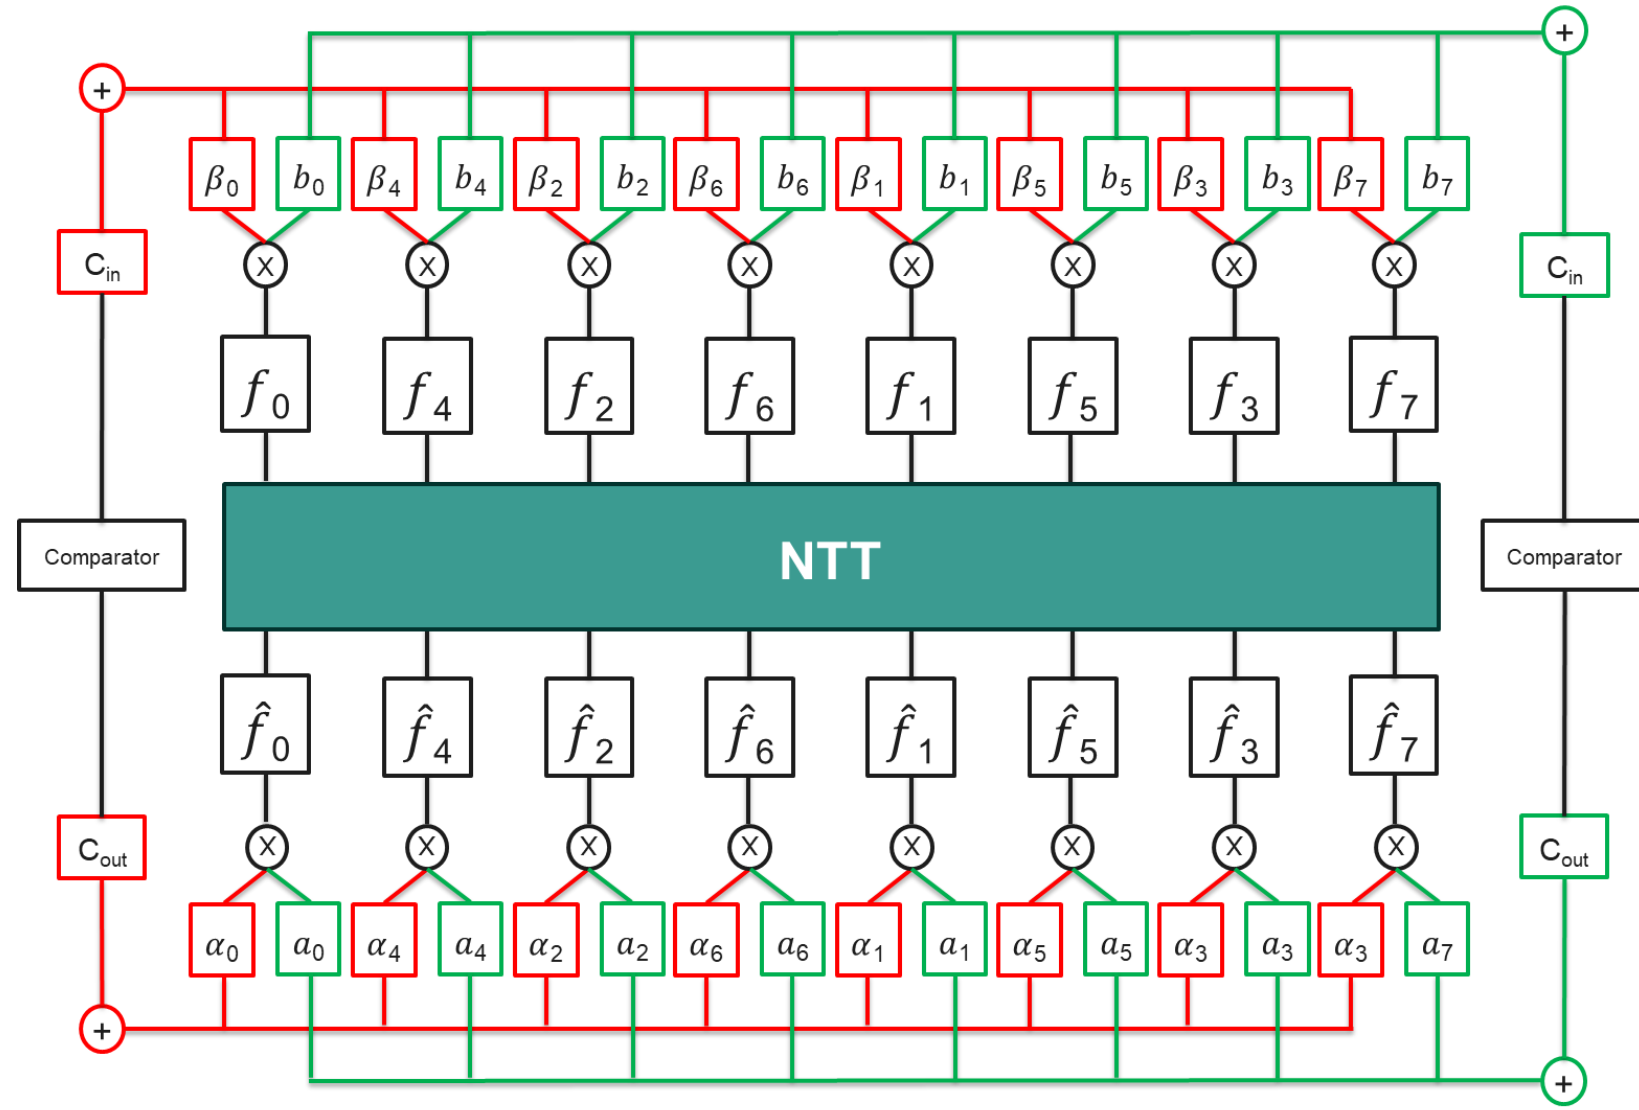 +
+
β0 b0 β4 b4 β2 b2 β6 b6 β1 b1 β5 b5 β3 b3 β7 b7
Cin X X X X X X X X Cin
f0 f4 f2 f6 f1 f5 f3 f7
Comparator NTT Comparator
f̂0 f̂4 f̂2 f̂6 f̂1 f̂5 f̂3 f̂7
Cout X X X X X X X X Cout
α0 a0 α4 a4 α2 a2 α6 a6 α1 a1 α5 a5 α3 a3 α3 a7
+
+